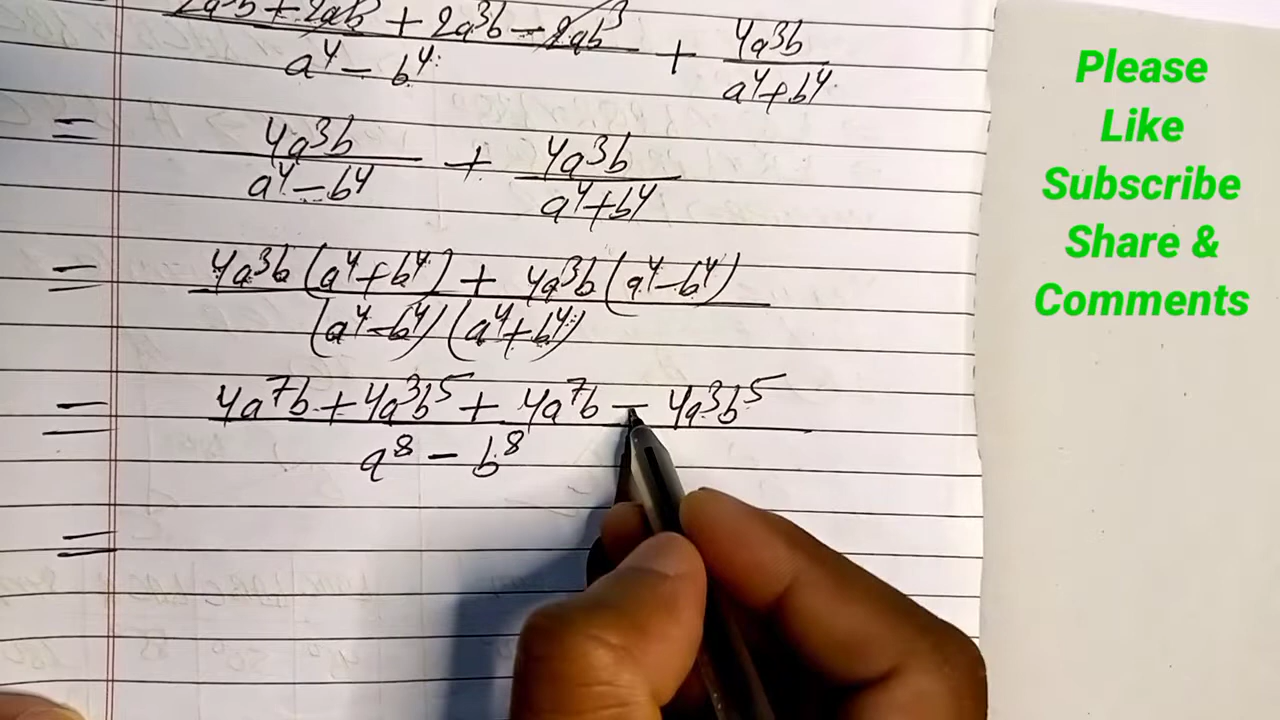 2a³b + 2ab³ + 2a³b - 2ab³ / a⁴ - b⁴ + 4a³b / a⁴+b⁴
= 4a³b / a⁴-b⁴ + 4a³b / a⁴+b⁴
= 4a³b(a⁴+b⁴) + 4a³b(a⁴-b⁴) / (a⁴-b⁴)(a⁴+b⁴)
= 4a⁷b + 4a³b⁵ + 4a⁷b - 4a³b⁵ / a⁸ - b⁸
=
Please
Like
Subscribe
Share &
Comments